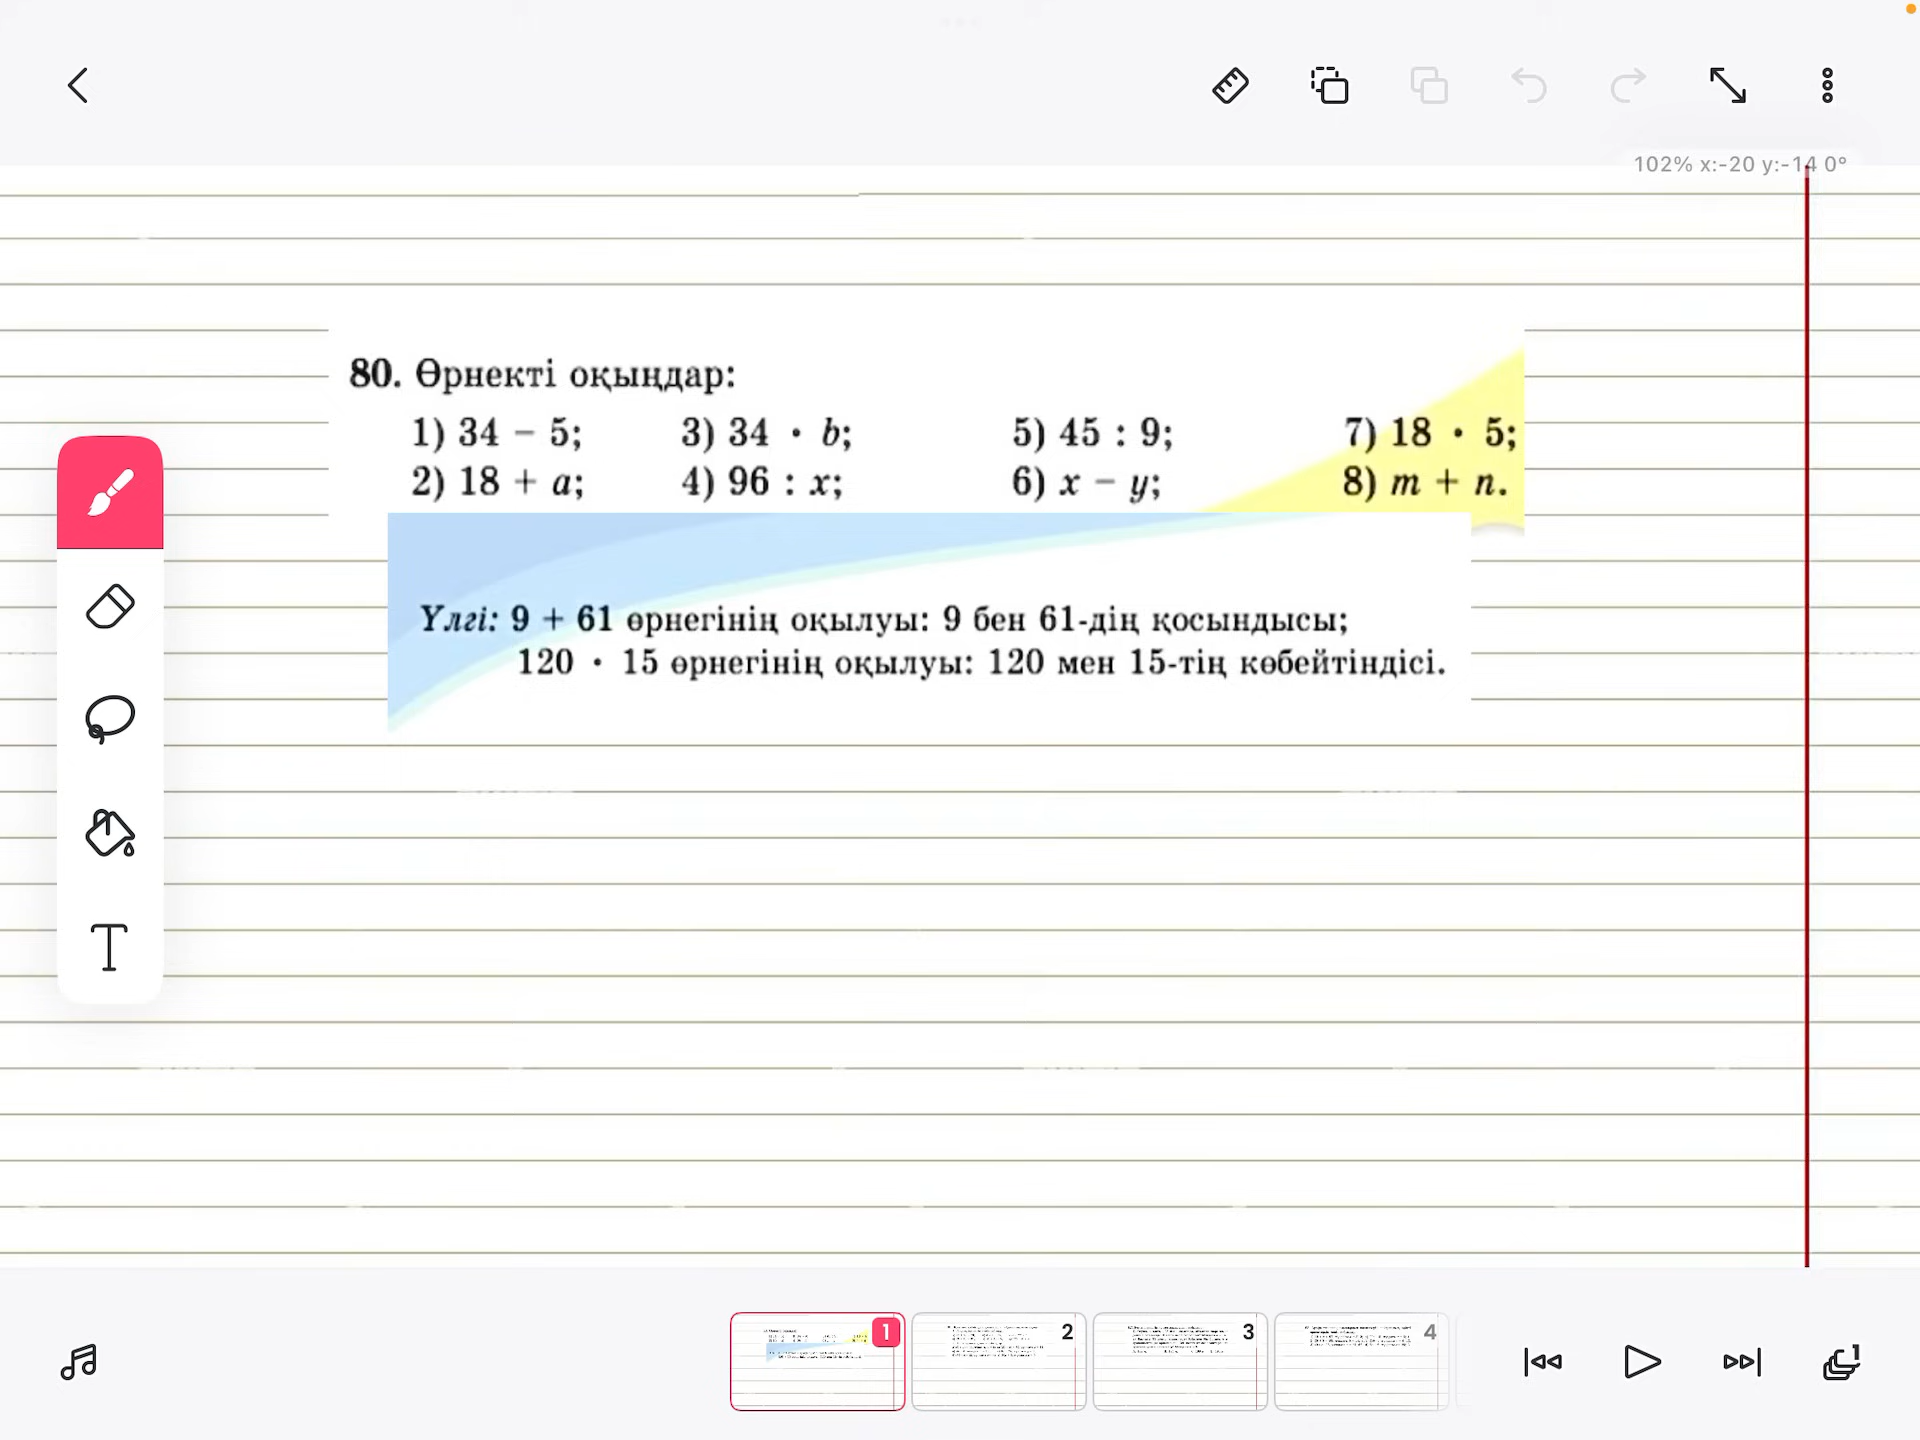 102% x:-20 y:-14 0°
80. Өрнекті оқыңдар:
1) 34 − 5; 3) 34 · b; 5) 45 : 9; 7) 18 · 5;
2) 18 + a; 4) 96 : x; 6) x − y; 8) m + n.
Үлгі: 9 + 61 өрнегінің оқылуы: 9 бен 61-дің қосындысы;
120 · 15 өрнегінің оқылуы: 120 мен 15-тің көбейтіндісі.
T
1 2 3 4
1